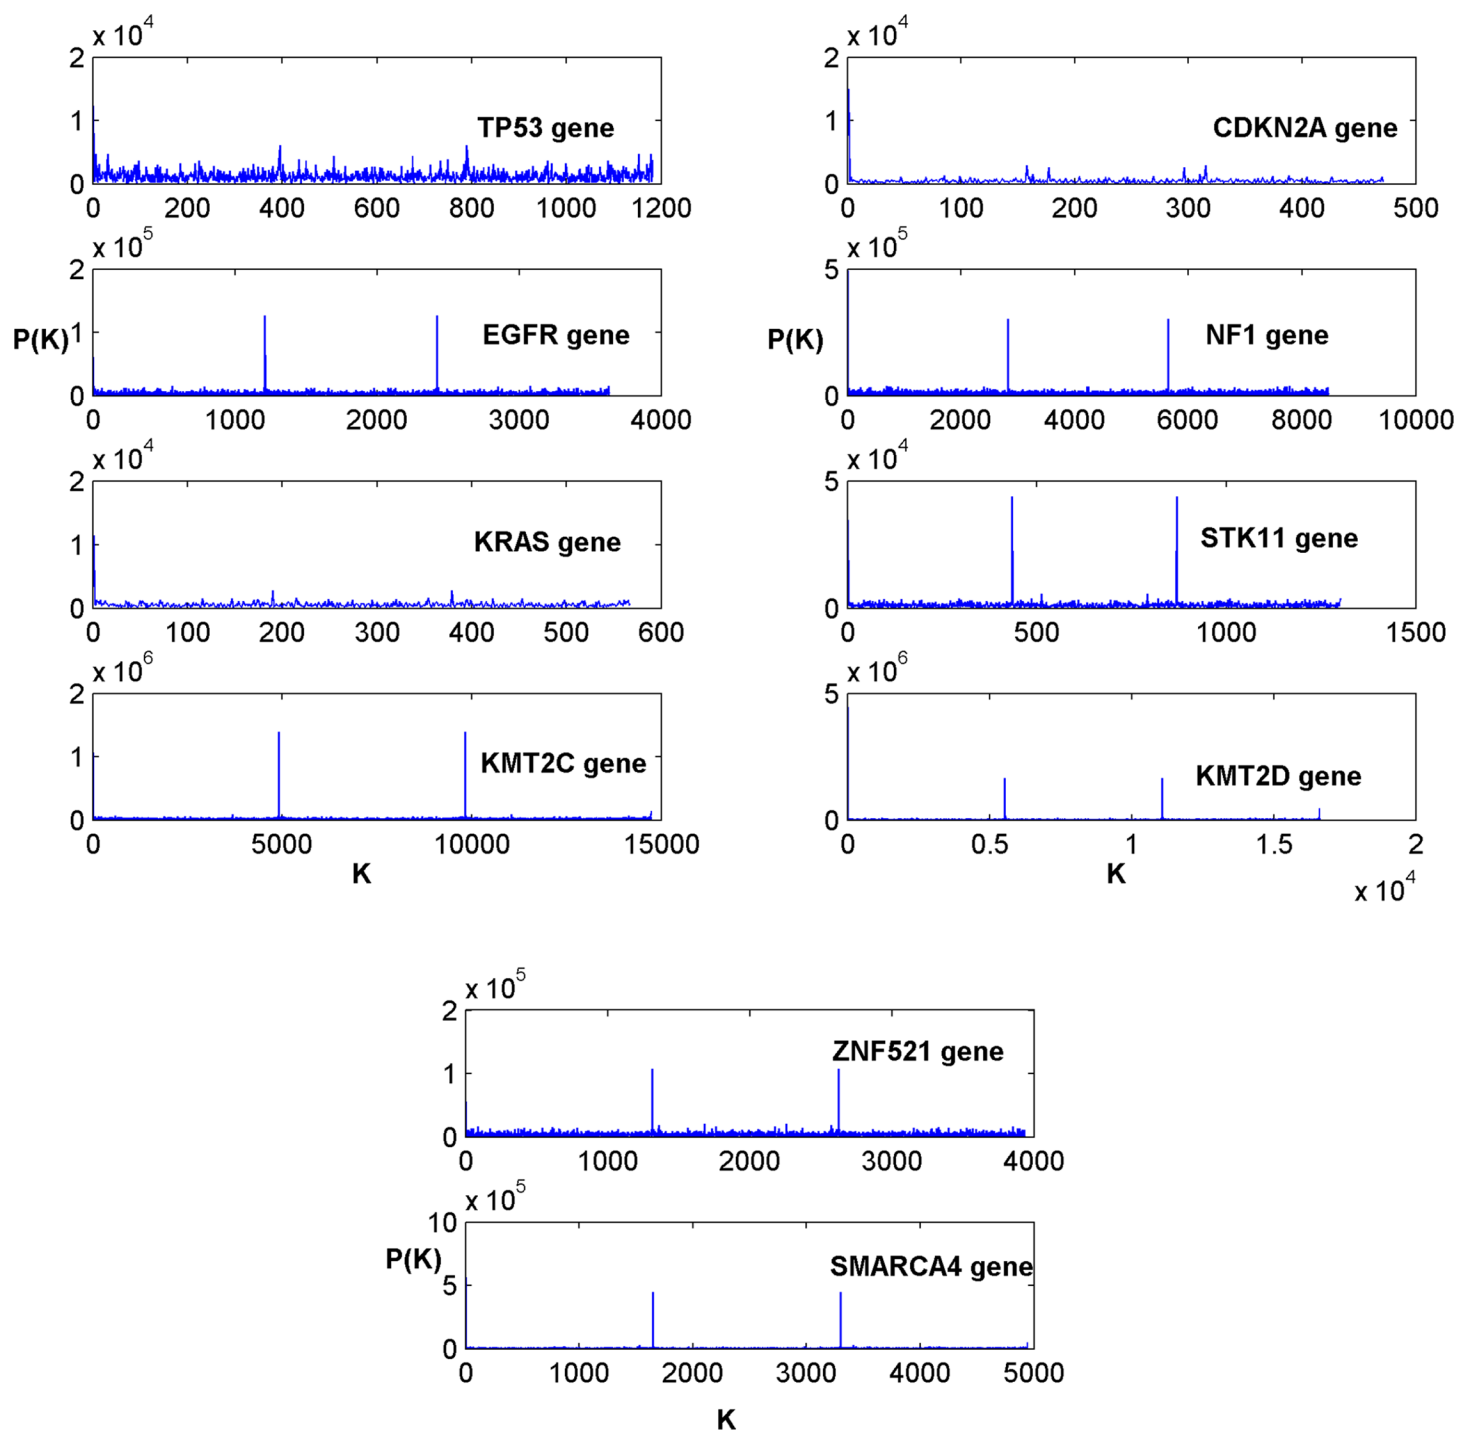 x 10^4
2
1
0
TP53 gene
0 200 400 600 800 1000 1200
x 10^4
2
1
0
CDKN2A gene
0 100 200 300 400 500
x 10^5
2
1
0
P(K)
EGFR gene
0 1000 2000 3000 4000
x 10^5
5
0
P(K)
NF1 gene
0 2000 4000 6000 8000 10000
x 10^4
2
1
0
KRAS gene
0 100 200 300 400 500 600
x 10^4
5
0
STK11 gene
0 500 1000 1500
x 10^6
2
1
0
KMT2C gene
0 5000 10000 15000
K
x 10^6
5
0
KMT2D gene
0 0.5 1 1.5 2
K
x 10^4
x 10^5
2
1
0
ZNF521 gene
0 1000 2000 3000 4000
x 10^5
10
5
0
P(K)
SMARCA4 gene
0 1000 2000 3000 4000 5000
K